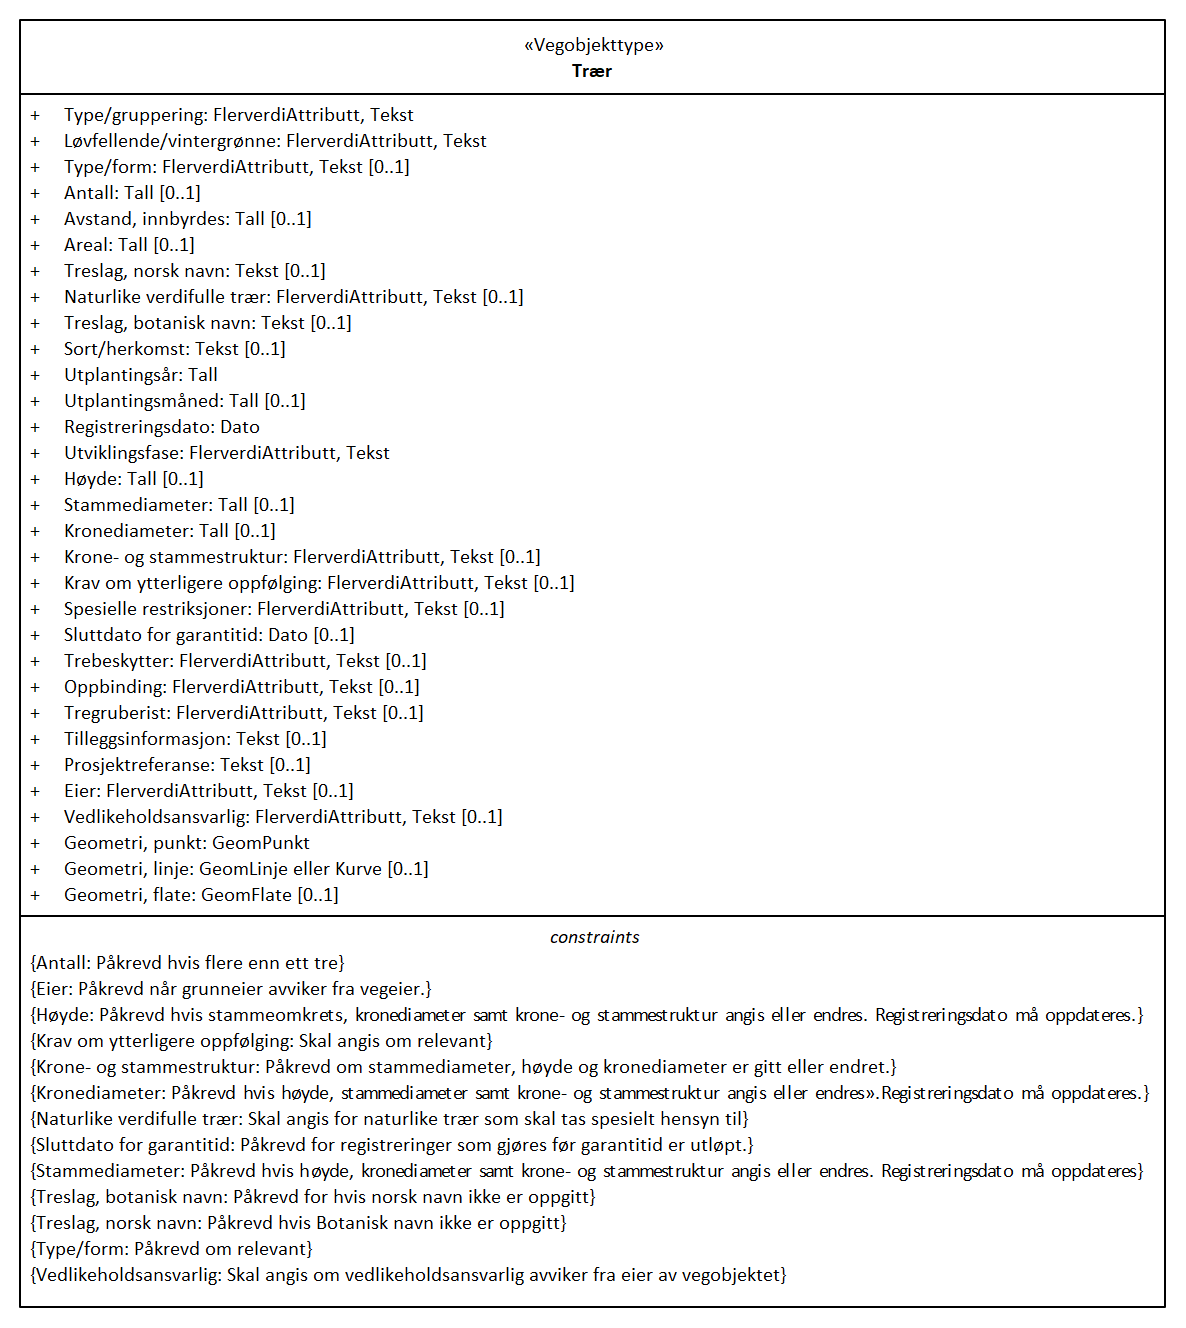 «Vegobjekttype»
Trær
+ Type/gruppering: FlerverdiAttributt, Tekst
+ Løvfellende/vintergrønne: FlerverdiAttributt, Tekst
+ Type/form: FlerverdiAttributt, Tekst [0..1]
+ Antall: Tall [0..1]
+ Avstand, innbyrdes: Tall [0..1]
+ Areal: Tall [0..1]
+ Treslag, norsk navn: Tekst [0..1]
+ Naturlike verdifulle trær: FlerverdiAttributt, Tekst [0..1]
+ Treslag, botanisk navn: Tekst [0..1]
+ Sort/herkomst: Tekst [0..1]
+ Utplantingsår: Tall
+ Utplantingsmåned: Tall [0..1]
+ Registreringsdato: Dato
+ Utviklingsfase: FlerverdiAttributt, Tekst
+ Høyde: Tall [0..1]
+ Stammediameter: Tall [0..1]
+ Kronediameter: Tall [0..1]
+ Krone- og stammestruktur: FlerverdiAttributt, Tekst [0..1]
+ Krav om ytterligere oppfølging: FlerverdiAttributt, Tekst [0..1]
+ Spesielle restriksjoner: FlerverdiAttributt, Tekst [0..1]
+ Sluttdato for garantitid: Dato [0..1]
+ Trebeskytter: FlerverdiAttributt, Tekst [0..1]
+ Oppbinding: FlerverdiAttributt, Tekst [0..1]
+ Tregruberist: FlerverdiAttributt, Tekst [0..1]
+ Tilleggsinformasjon: Tekst [0..1]
+ Prosjektreferanse: Tekst [0..1]
+ Eier: FlerverdiAttributt, Tekst [0..1]
+ Vedlikeholdsansvarlig: FlerverdiAttributt, Tekst [0..1]
+ Geometri, punkt: GeomPunkt
+ Geometri, linje: GeomLinje eller Kurve [0..1]
+ Geometri, flate: GeomFlate [0..1]
constraints
{Antall: Påkrevd hvis flere enn ett tre}
{Eier: Påkrevd når grunneier avviker fra vegeier.}
{Høyde: Påkrevd hvis stammeomkrets, kronediameter samt krone- og stammestruktur angis eller endres. Registreringsdato må oppdateres.}
{Krav om ytterligere oppfølging: Skal angis om relevant}
{Krone- og stammestruktur: Påkrevd om stammediameter, høyde og kronediameter er gitt eller endret.}
{Kronediameter: Påkrevd hvis høyde, stammediameter samt krone- og stammestruktur angis eller endres».Registreringsdato må oppdateres.}
{Naturlike verdifulle trær: Skal angis for naturlike trær som skal tas spesielt hensyn til}
{Sluttdato for garantitid: Påkrevd for registreringer som gjøres før garantitid er utløpt.}
{Stammediameter: Påkrevd hvis høyde, kronediameter samt krone- og stammestruktur angis eller endres. Registreringsdato må oppdateres}
{Treslag, botanisk navn: Påkrevd for hvis norsk navn ikke er oppgitt}
{Treslag, norsk navn: Påkrevd hvis Botanisk navn ikke er oppgitt}
{Type/form: Påkrevd om relevant}
{Vedlikeholdsansvarlig: Skal angis om vedlikeholdsansvarlig avviker fra eier av vegobjektet}